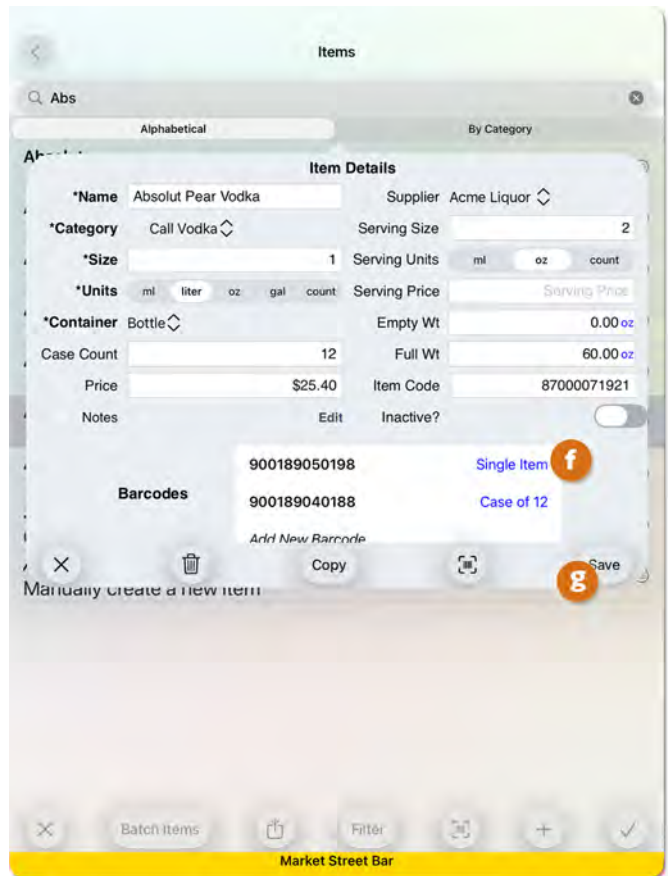 Items
Abs
Alphabetical By Category
Item Details
*Name Absolut Pear Vodka Supplier Acme Liquor
*Category Call Vodka Serving Size 2
*Size 1 Serving Units ml oz count
*Units ml liter oz gal count Serving Price Serving Price
*Container Bottle Empty Wt 0.00 oz
Case Count 12 Full Wt 60.00 oz
Price $25.40 Item Code 87000071921
Notes Edit Inactive?
900189050198 Single Item f
Barcodes
900189040188 Case of 12
Add New Barcode
Copy Save
g
Manually create a new item
Batch Items Filter
Market Street Bar